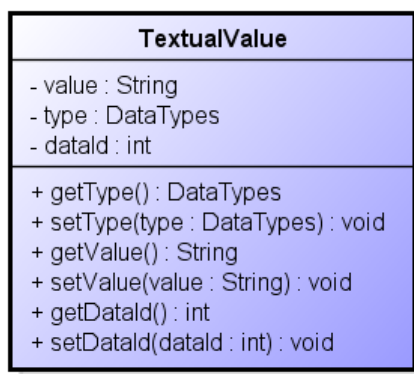 TextualValue
- value : String
- type : DataTypes
- dataId : int
+ getType() : DataTypes
+ setType(type : DataTypes) : void
+ getValue() : String
+ setValue(value : String) : void
+ getDataId() : int
+ setDataId(dataId : int) : void